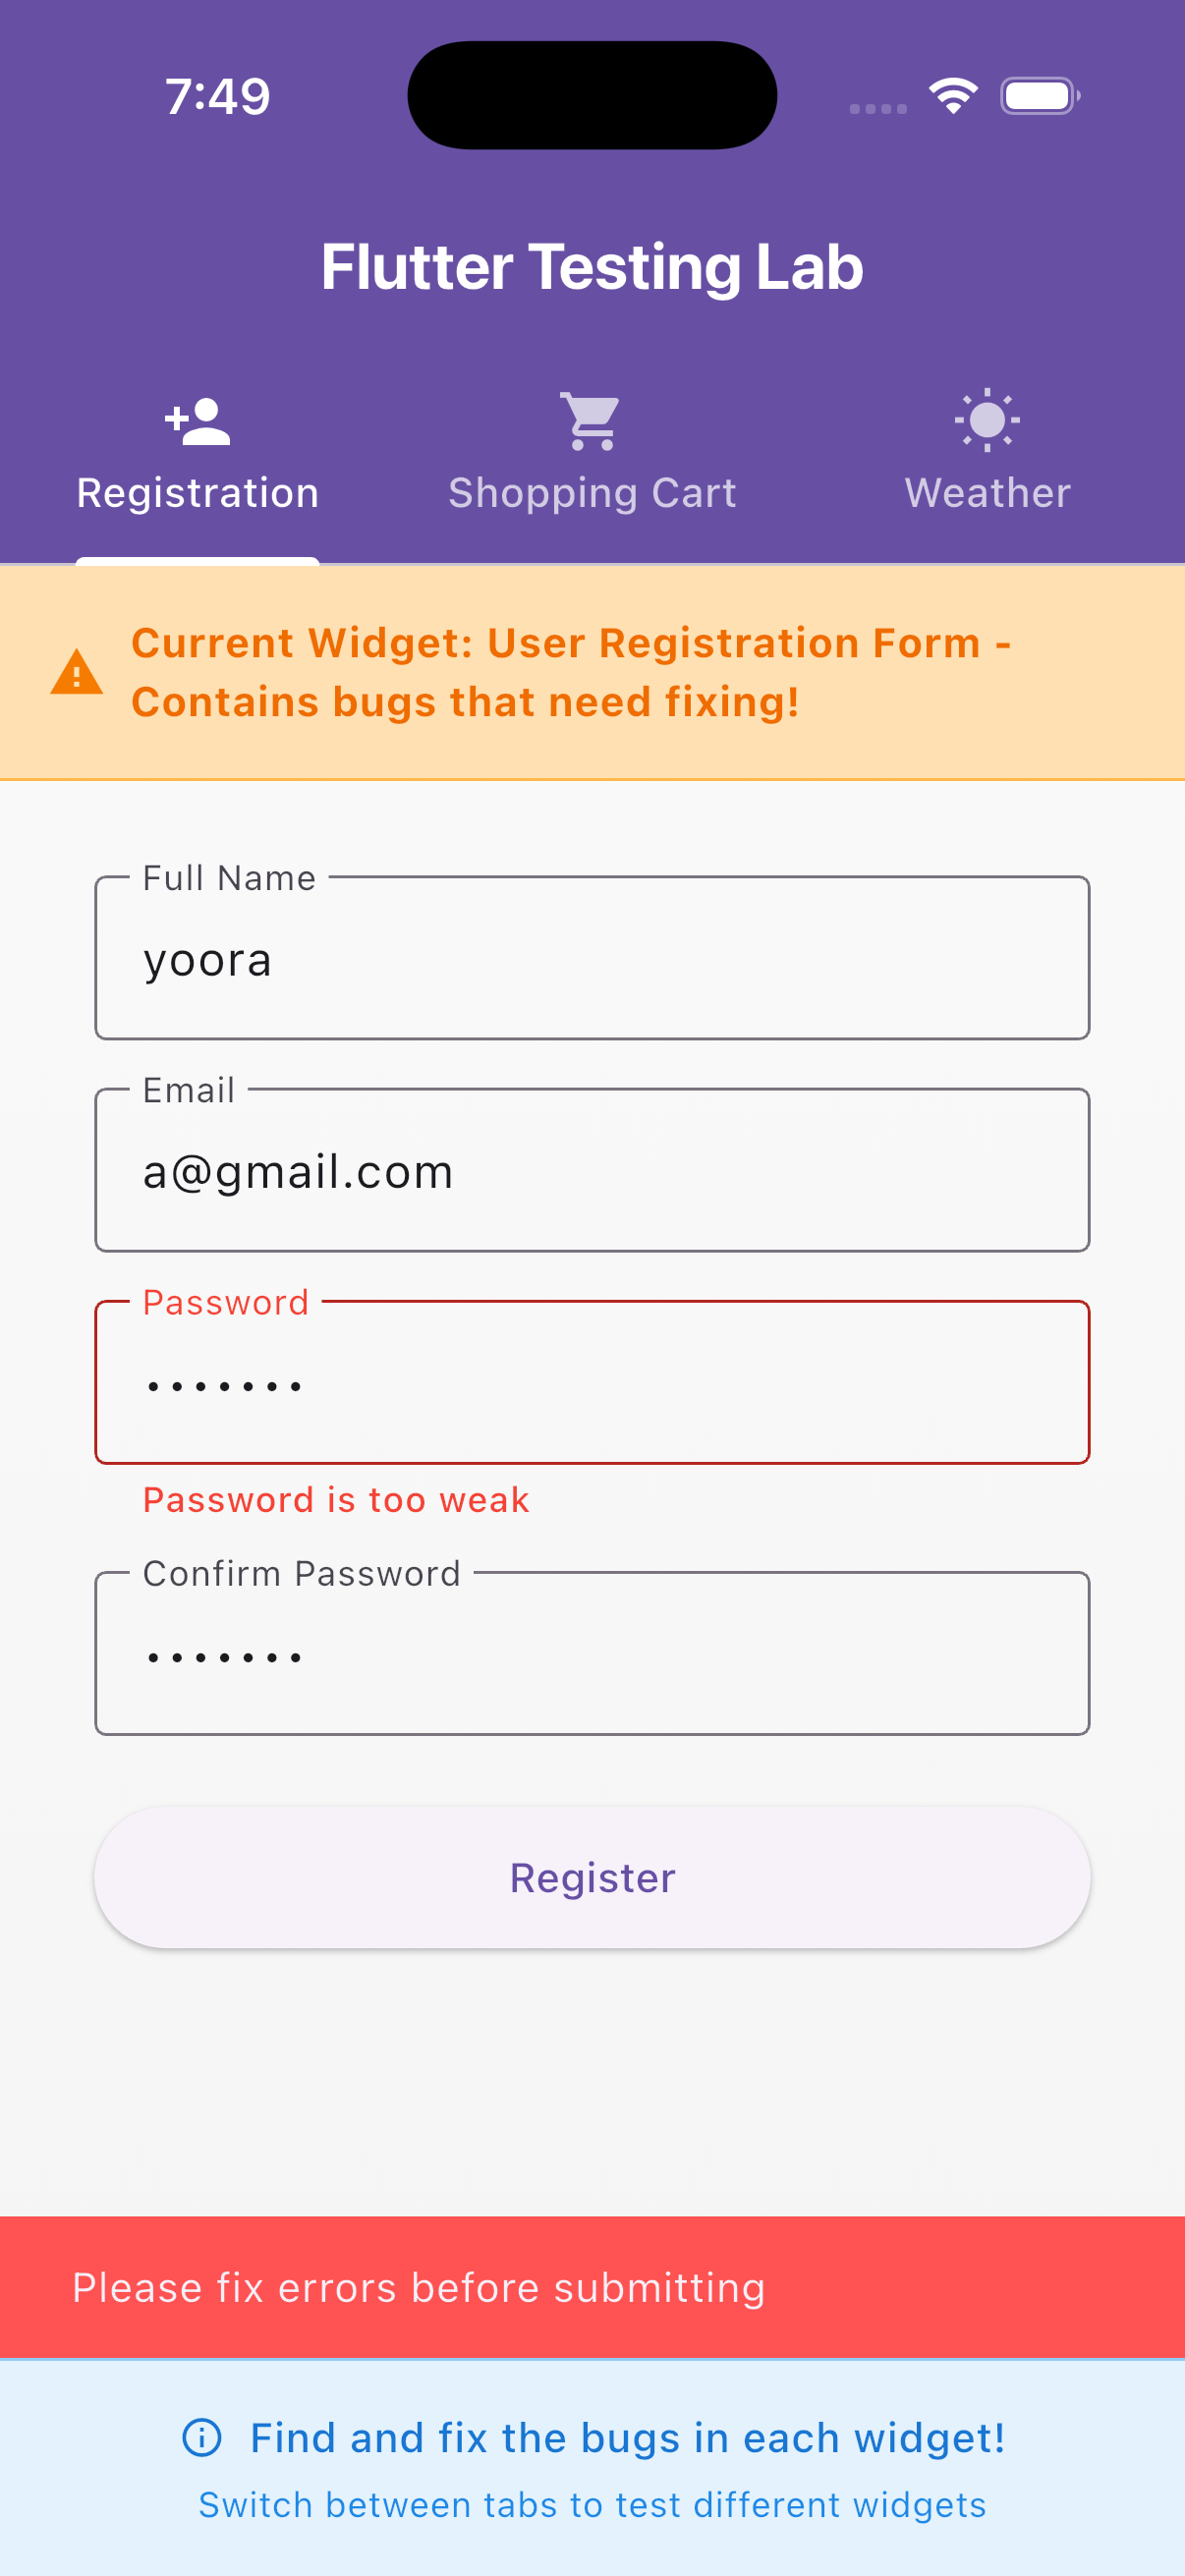 7:49
Flutter Testing Lab
Registration
Shopping Cart
Weather
Current Widget: User Registration Form -
Contains bugs that need fixing!
Full Name
yoora
Email
a@gmail.com
Password
•••••••
Password is too weak
Confirm Password
•••••••
Register
Please fix errors before submitting
Find and fix the bugs in each widget!
Switch between tabs to test different widgets